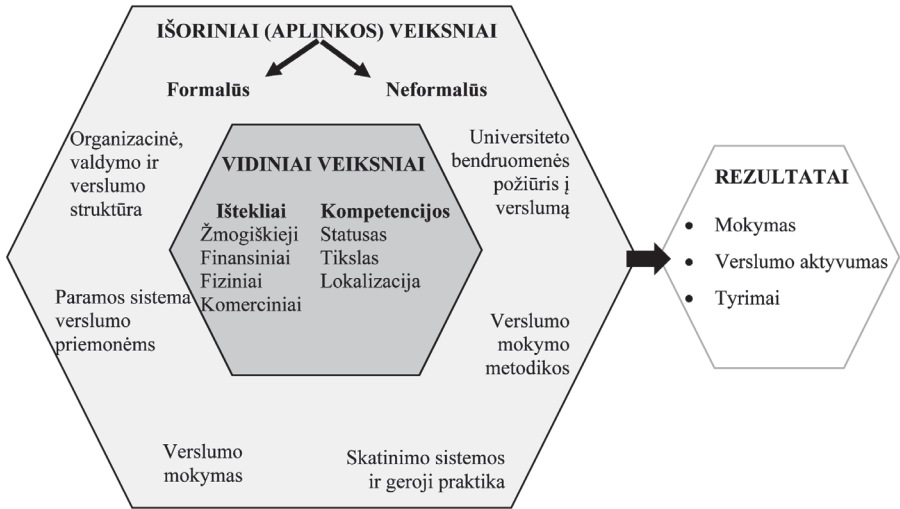 IŠORINIAI (APLINKOS) VEIKSNIAI
Formalūs
Neformalūs
Organizacinė,
valdymo ir
verslumo
struktūra
Paramos sistema
verslumo
priemonėms
Verslumo
mokymas
VIDINIAI VEIKSNIAI
Ištekliai
Žmogiškieji
Finansiniai
Fiziniai
Komerciniai
Kompetencijos
Statusas
Tikslas
Lokalizacija
Universiteto
bendruomenės
požiūris į
verslumą
Verslumo
mokymo
metodikos
Skatinimo sistemos
ir geroji praktika
REZULTATAI
• Mokymas
• Verslumo aktyvumas
• Tyrimai